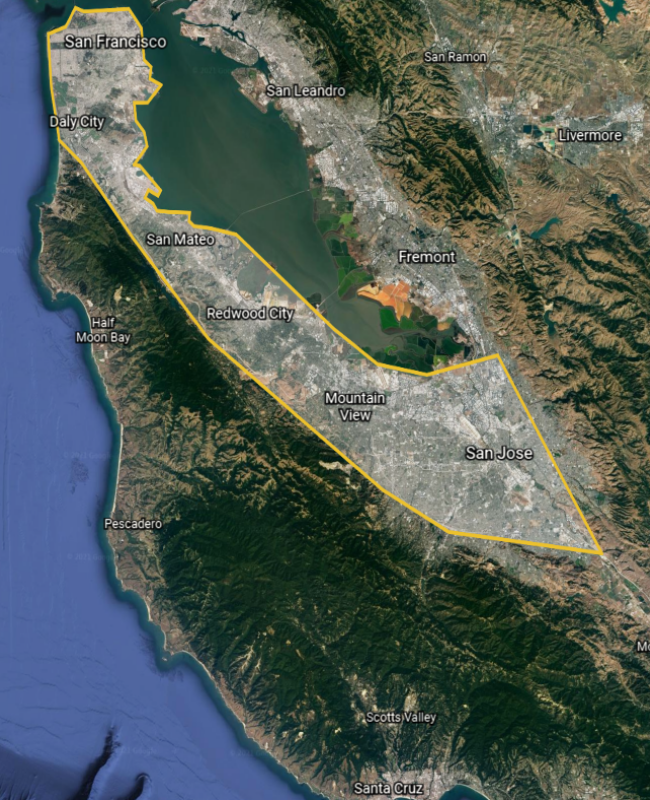 San Francisco
San Ramon
San Leandro
Daly City
Livermore
San Mateo
Fremont
Redwood City
Half
Moon Bay
Mountain
View
San Jose
Pescadero
Mo
Scotts Valley
Santa Cruz